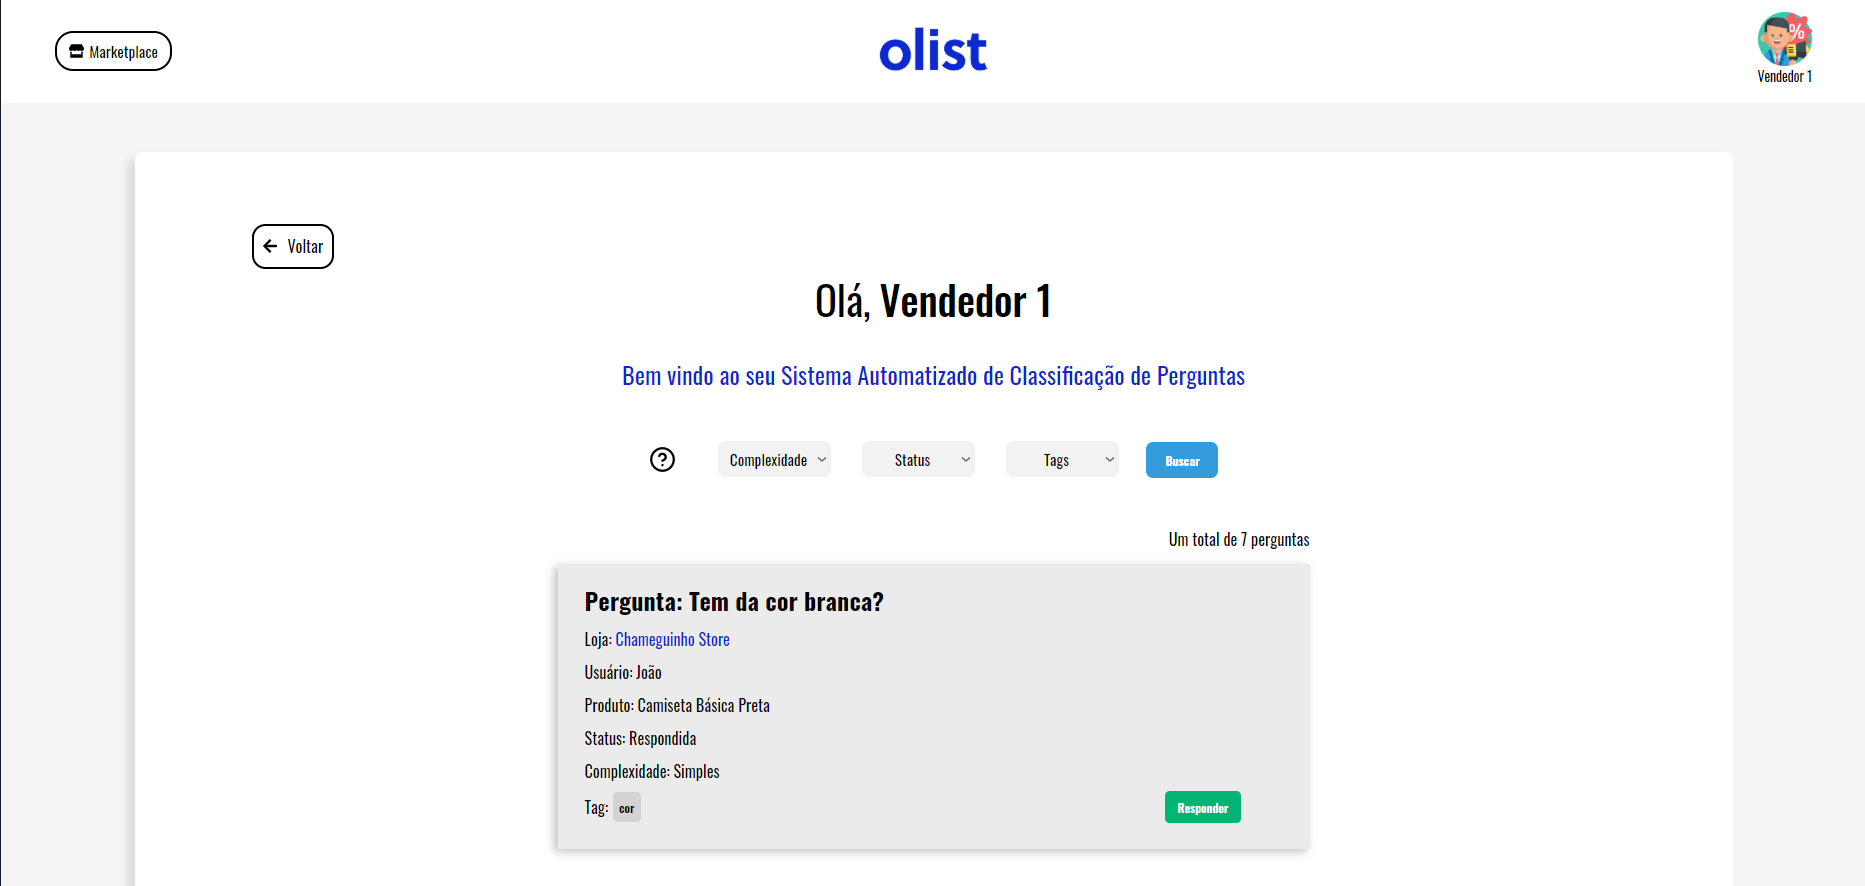 Marketplace
olist
%
Vendedor 1
Voltar
Olá, Vendedor 1
Bem vindo ao seu Sistema Automatizado de Classificação de Perguntas
? Complexidade Status Tags Buscar
Um total de 7 perguntas
Pergunta: Tem da cor branca?
Loja: Chameguinho Store
Usuário: João
Produto: Camiseta Básica Preta
Status: Respondida
Complexidade: Simples
Tag: cor
Responder